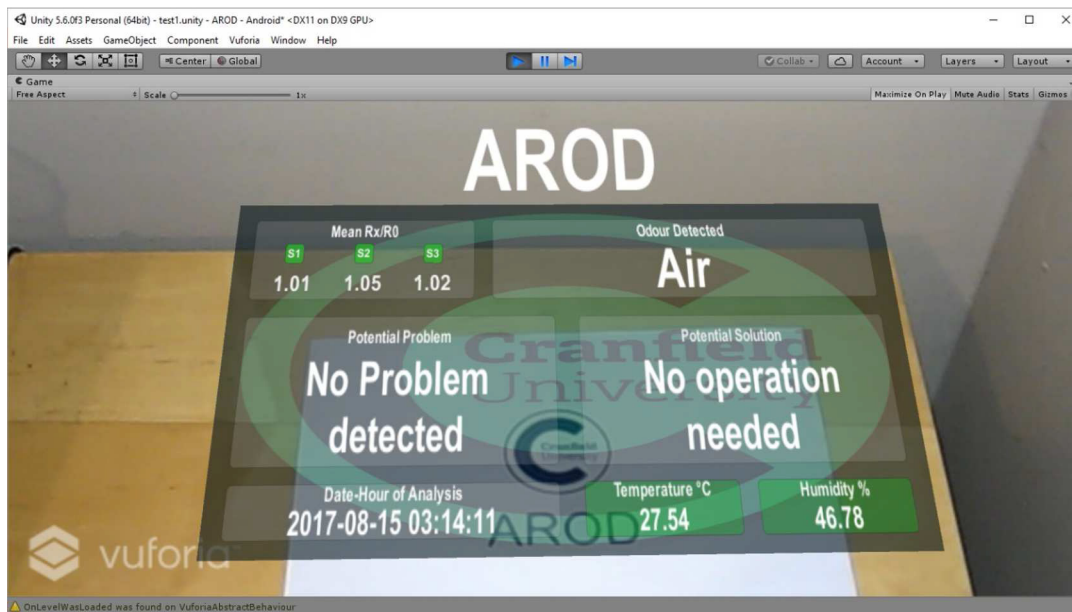 Unity 5.6.0f3 Personal (64bit) - test1.unity - AROD - Android* <DX11 on DX9 GPU>
File Edit Assets GameObject Component Vuforia Window Help
Center Global Collab Account Layers Layout
Game
Free Aspect Scale 1x Maximize On Play Mute Audio Stats Gizmos
AROD
Mean Rx/R0
S1 S2 S3
1.01 1.05 1.02
Odour Detected
Air
Potential Problem
No Problem
detected
Potential Solution
No operation
needed
Cranfield
University
Cranfield
University
AROD
Date-Hour of Analysis
2017-08-15 03:14:11
Temperature °C
27.54
Humidity %
46.78
vuforia
OnLevelWasLoaded was found on VuforiaAbstractBehaviour